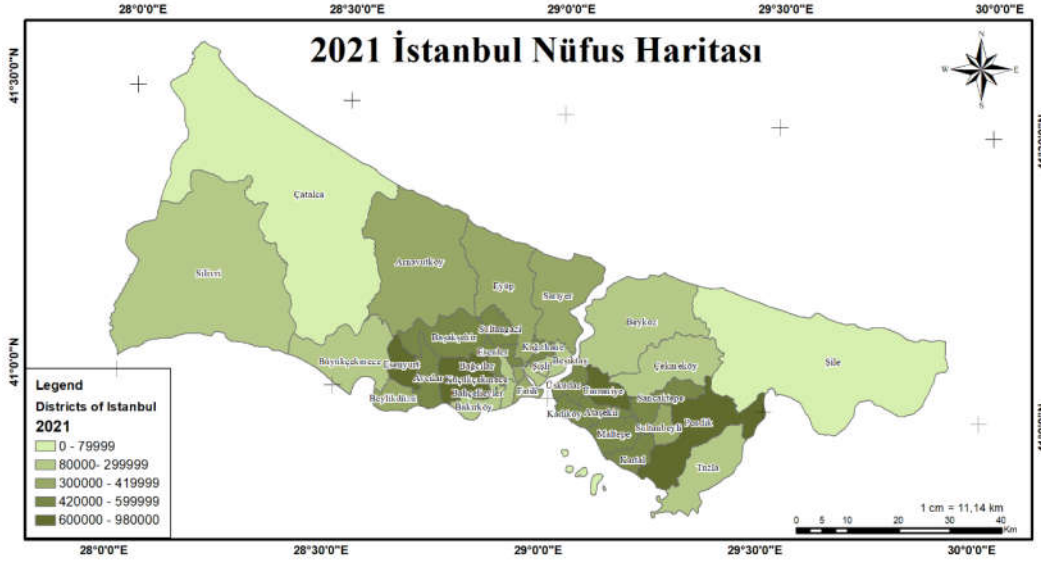 28°0'0"E 28°30'0"E 29°0'0"E 29°30'0"E 30°0'0"E
2021 İstanbul Nüfus Haritası
N
W E
S
41°30'0"N
Çatalca
Silivri
Arnavutköy
Eyüp
Sarıyer
Beykoz
Şile
Sultangazi
Başakşehir
Kağıthane
Esenler
Beşiktaş
Büyükçekmece
Esenyurt
Bağcılar
Şişli
Çekmeköy
41°0'0"N
Avcılar
Küçükçekmece
Üsküdar
Ümraniye
Bahçelievler
Fatih
Sancaktepe
Beylikdüzü
Bakırköy
Kadıköy
Ataşehir
Sultanbeyli
Pendik
Maltepe
Kartal
Tuzla
Legend
Districts of Istanbul
2021
0 - 79999
80000- 299999
300000 - 419999
420000 - 599999
600000 - 980000
1 cm = 11,14 km
0 5 10 20 30 40
Km
28°0'0"E 28°30'0"E 29°0'0"E 29°30'0"E 30°0'0"E